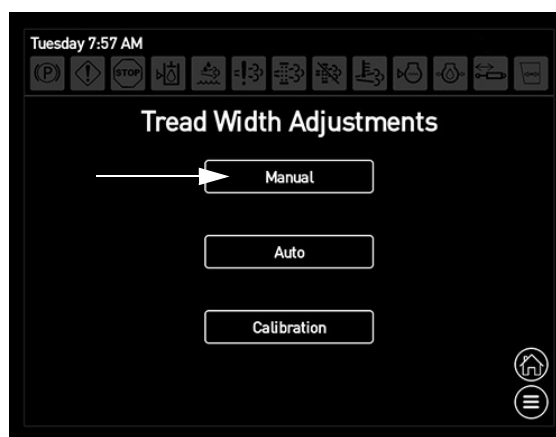 Tuesday 7:57 AM
(P) STOP
Tread Width Adjustments
Manual
Auto
Calibration